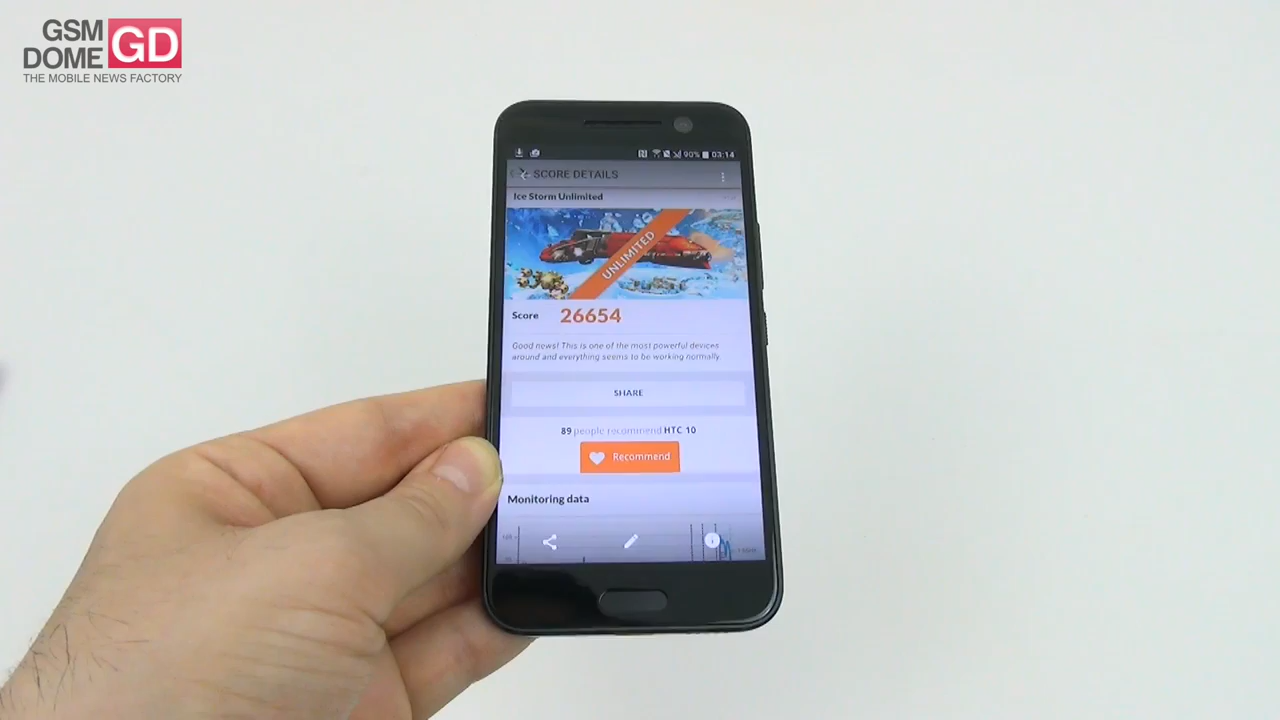 GSM
DOME GD
THE MOBILE NEWS FACTORY
90% 03:14
SCORE DETAILS
Ice Storm Unlimited
UNLIMITED
Score 26654
Good news! This is one of the most powerful devices
around and everything seems to be working normally.
SHARE
89 people recommend HTC 10
Recommend
Monitoring data